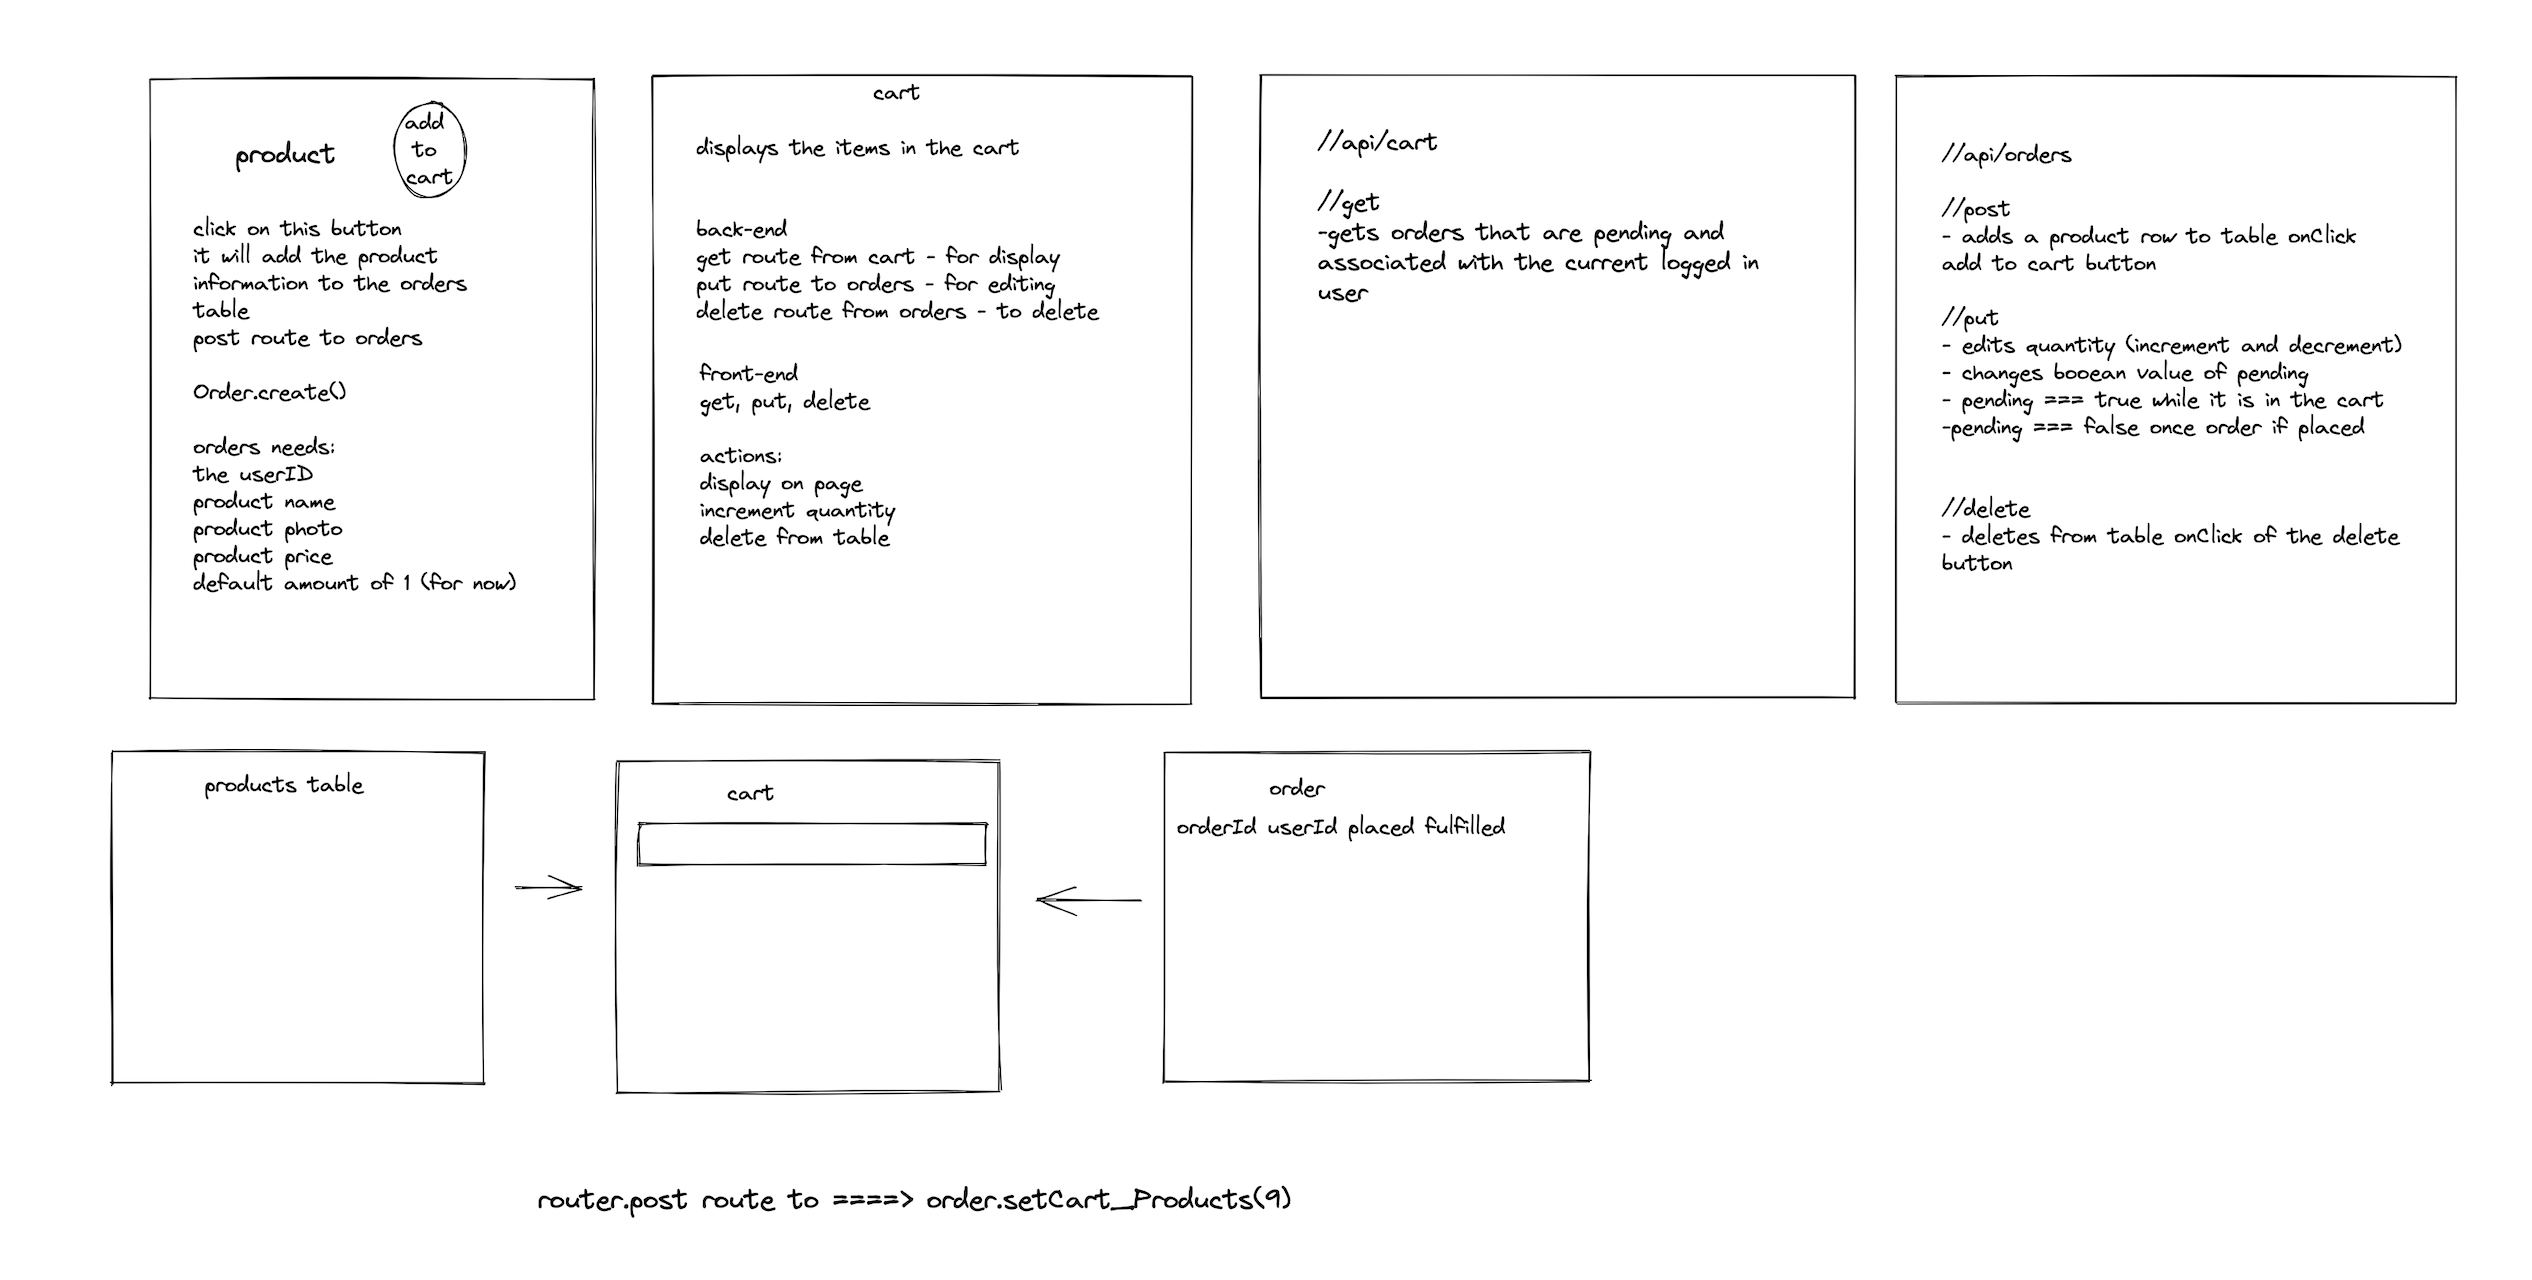 product
add
to
cart
click on this button
it will add the product
information to the orders
table
post route to orders
Order.create()
orders needs:
the userID
product name
product photo
product price
default amount of 1 (for now)
cart
displays the items in the cart
back-end
get route from cart - for display
put route to orders - for editing
delete route from orders - to delete
front-end
get, put, delete
actions:
display on page
increment quantity
delete from table
//api/cart
//get
-gets orders that are pending and
associated with the current logged in
user
//api/orders
//post
- adds a product row to table onClick
add to cart button
//put
- edits quantity (increment and decrement)
- changes booean value of pending
- pending === true while it is in the cart
-pending === false once order if placed
//delete
- deletes from table onClick of the delete
button
products table
cart
order
orderId userId placed fulfilled
router.post route to ====> order.setCart_Products(9)